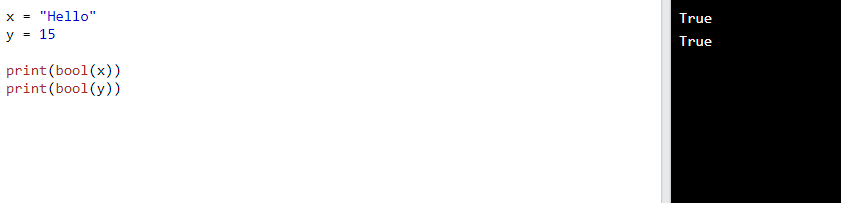 x = "Hello"
y = 15

print(bool(x))
print(bool(y))
True
True